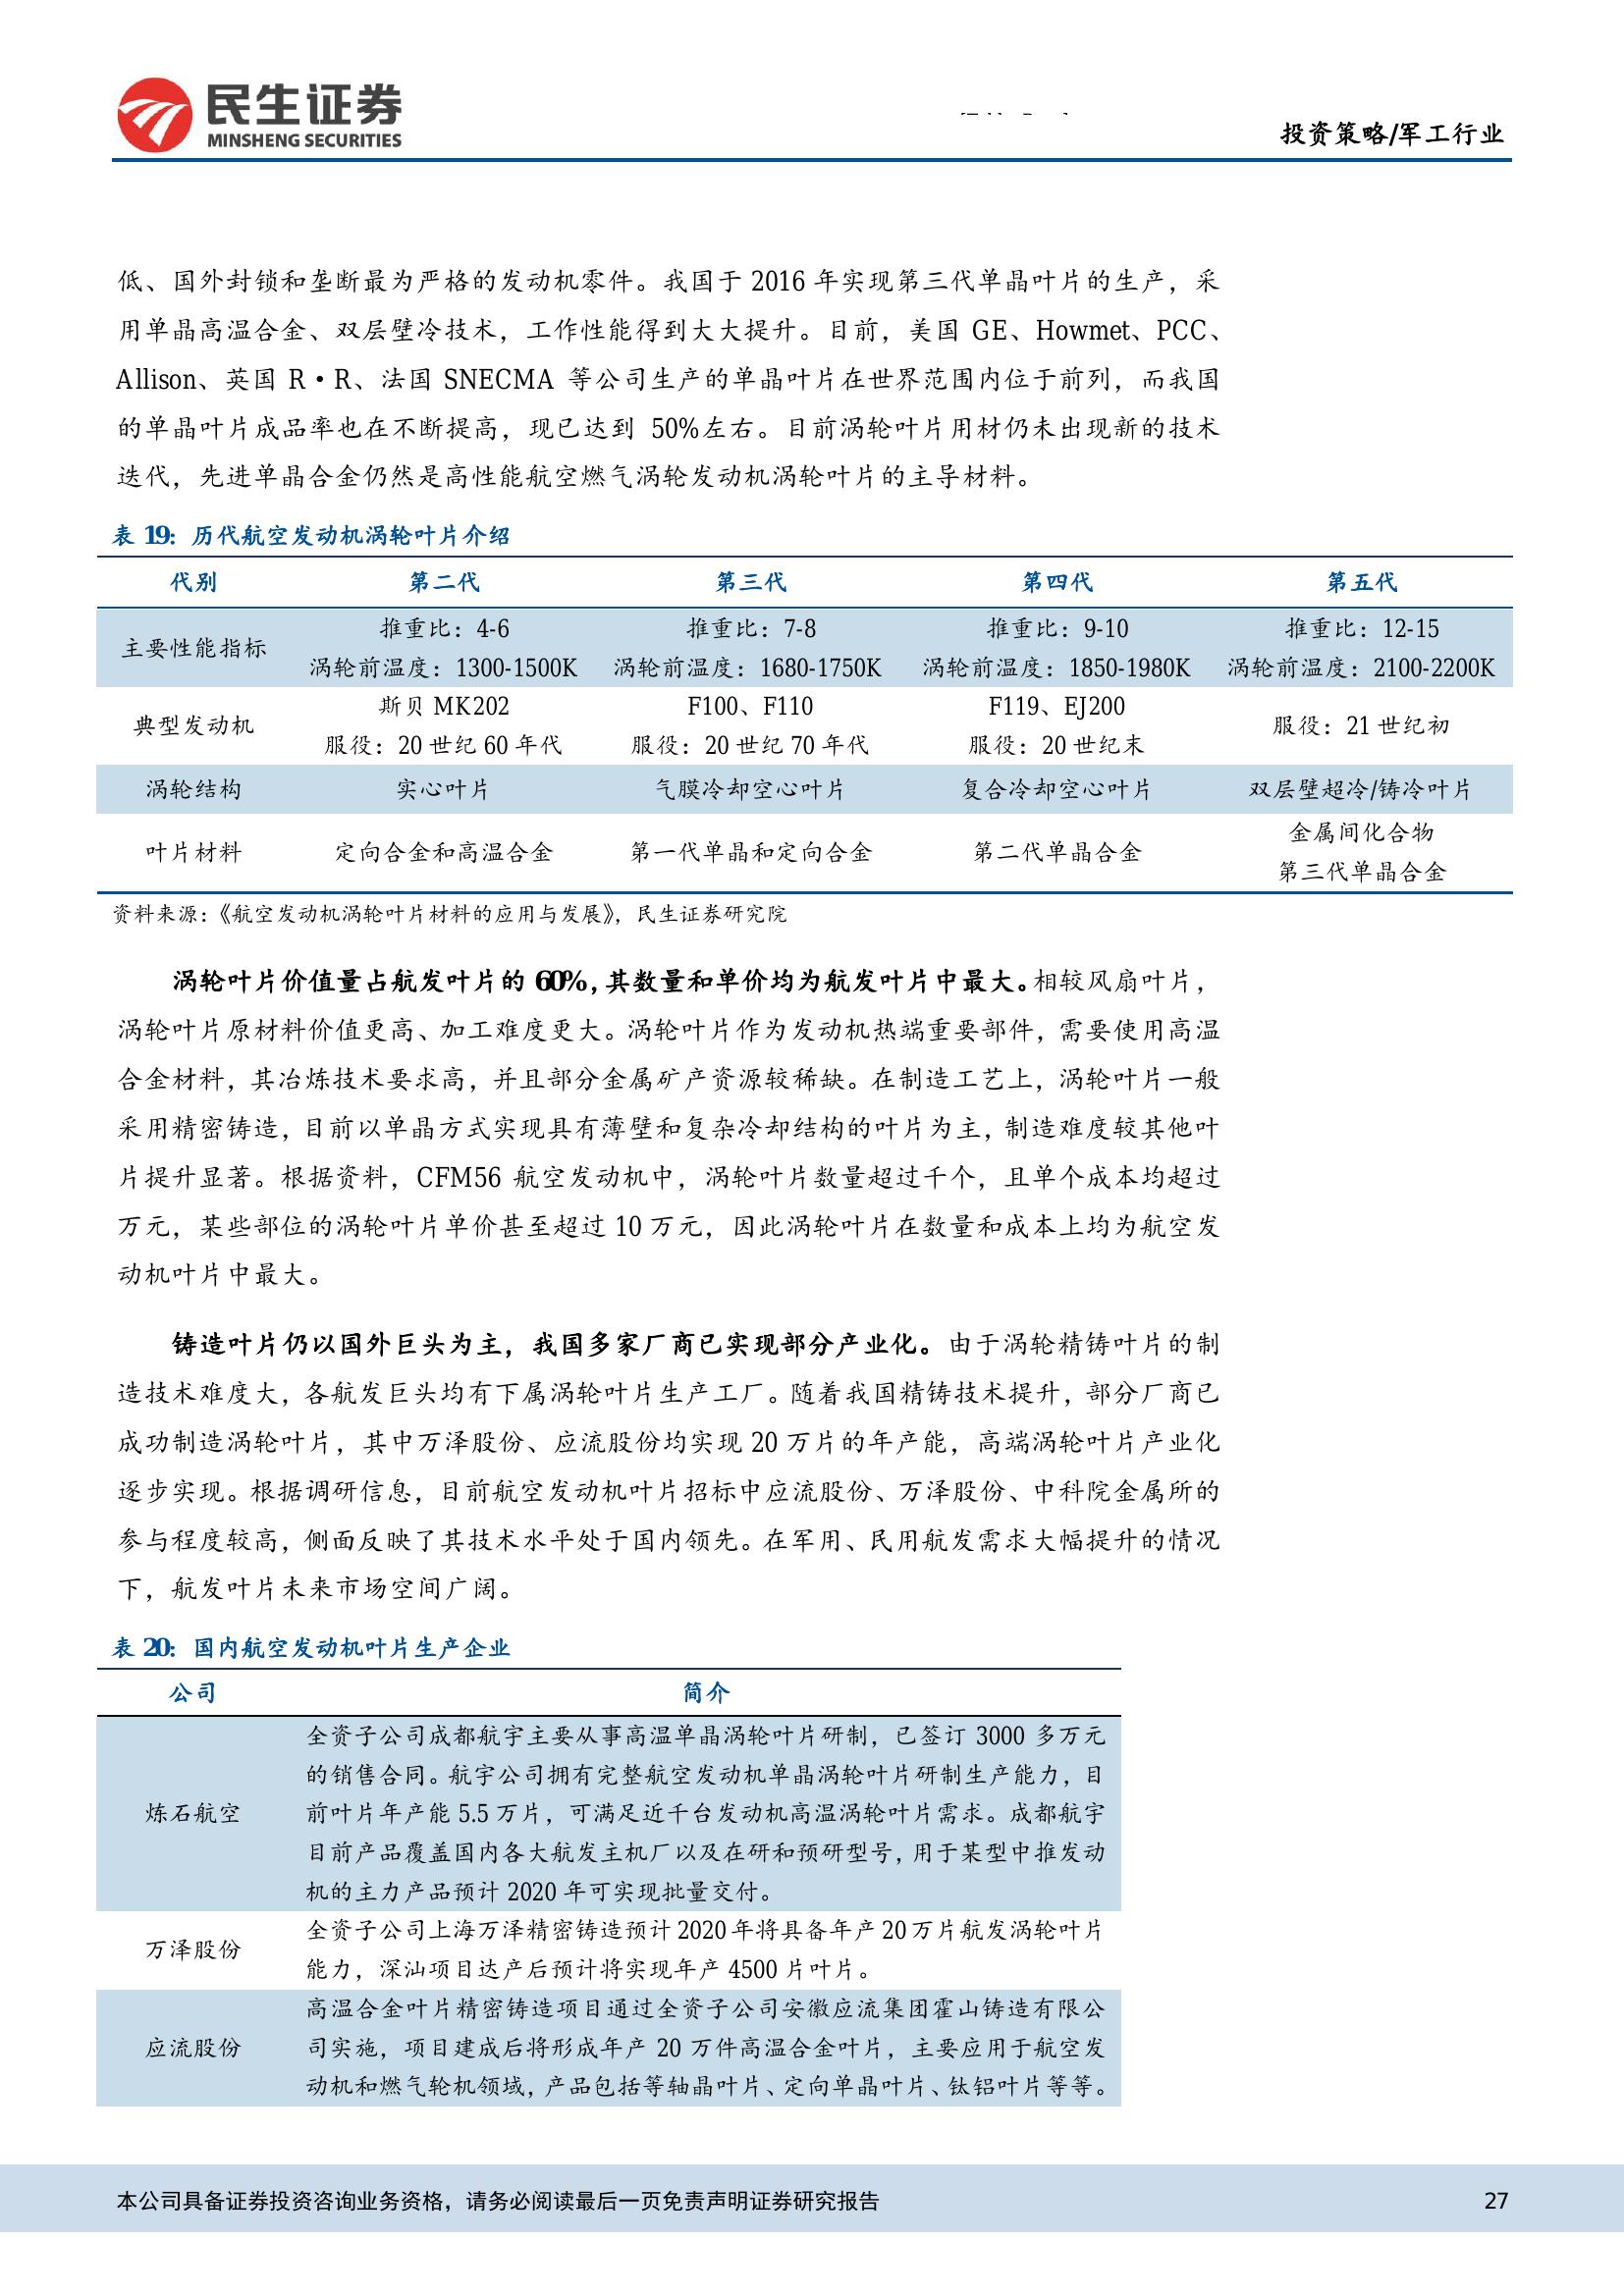 民生证券
MINSHENG SECURITIES
投资策略/军工行业
低、国外封锁和垄断最为严格的发动机零件。我国于 2016 年实现第三代单晶叶片的生产，采
用单晶高温合金、双层壁冷技术，工作性能得到大大提升。目前，美国 GE、Howmet、PCC、
Allison、英国 R·R、法国 SNECMA 等公司生产的单晶叶片在世界范围内位于前列，而我国
的单晶叶片成品率也在不断提高，现已达到 50%左右。目前涡轮叶片用材仍未出现新的技术
迭代，先进单晶合金仍然是高性能航空燃气涡轮发动机涡轮叶片的主导材料。
表 19：历代航空发动机涡轮叶片介绍
代别 第二代 第三代 第四代 第五代
主要性能指标
推重比：4-6 推重比：7-8 推重比：9-10 推重比：12-15
涡轮前温度：1300-1500K 涡轮前温度：1680-1750K 涡轮前温度：1850-1980K 涡轮前温度：2100-2200K
典型发动机
斯贝 MK202 F100、F110 F119、EJ200
服役：20 世纪 60 年代 服役：20 世纪 70 年代 服役：20 世纪末 服役：21 世纪初
涡轮结构 实心叶片 气膜冷却空心叶片 复合冷却空心叶片 双层壁超冷/铸冷叶片
叶片材料 定向合金和高温合金 第一代单晶和定向合金 第二代单晶合金 金属间化合物
第三代单晶合金
资料来源：《航空发动机涡轮叶片材料的应用与发展》，民生证券研究院
涡轮叶片价值量占航发叶片的 60%，其数量和单价均为航发叶片中最大。相较风扇叶片，
涡轮叶片原材料价值更高、加工难度更大。涡轮叶片作为发动机热端重要部件，需要使用高温
合金材料，其冶炼技术要求高，并且部分金属矿产资源较稀缺。在制造工艺上，涡轮叶片一般
采用精密铸造，目前以单晶方式实现具有薄壁和复杂冷却结构的叶片为主，制造难度较其他叶
片提升显著。根据资料，CFM56 航空发动机中，涡轮叶片数量超过千个，且单个成本均超过
万元，某些部位的涡轮叶片单价甚至超过 10 万元，因此涡轮叶片在数量和成本上均为航空发
动机叶片中最大。
铸造叶片仍以国外巨头为主，我国多家厂商已实现部分产业化。由于涡轮精铸叶片的制
造技术难度大，各航发巨头均有下属涡轮叶片生产工厂。随着我国精铸技术提升，部分厂商已
成功制造涡轮叶片，其中万泽股份、应流股份均实现 20 万片的年产能，高端涡轮叶片产业化
逐步实现。根据调研信息，目前航空发动机叶片招标中应流股份、万泽股份、中科院金属所的
参与程度较高，侧面反映了其技术水平处于国内领先。在军用、民用航发需求大幅提升的情况
下，航发叶片未来市场空间广阔。
表 20：国内航空发动机叶片生产企业
公司 简介
炼石航空
全资子公司成都航宇主要从事高温单晶涡轮叶片研制，已签订 3000 多万元
的销售合同。航宇公司拥有完整航空发动机单晶涡轮叶片研制生产能力，目
前叶片年产能 5.5 万片，可满足近千台发动机高温涡轮叶片需求。成都航宇
目前产品覆盖国内各大航发主机厂以及在研和预研型号，用于某型中推发动
机的主力产品预计 2020 年可实现批量交付。
万泽股份
全资子公司上海万泽精密铸造预计 2020 年将具备年产 20 万片航发涡轮叶片
能力，深汕项目达产后预计将实现年产 4500 片叶片。
应流股份
高温合金叶片精密铸造项目通过全资子公司安徽应流集团霍山铸造有限公
司实施，项目建成后将形成年产 20 万件高温合金叶片，主要应用于航空发
动机和燃气轮机领域，产品包括等轴晶叶片、定向单晶叶片、钛铝叶片等等。
本公司具备证券投资咨询业务资格，请务必阅读最后一页免责声明证券研究报告 27